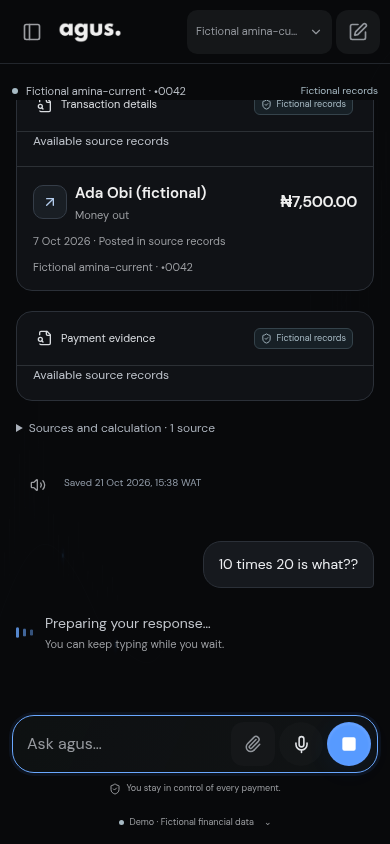 agus.
Fictional amina-cu...
Fictional amina-current · •0042
Fictional records
Transaction details
Fictional records
Available source records
Ada Obi (fictional)
Money out
₦7,500.00
7 Oct 2026 · Posted in source records
Fictional amina-current · •0042
Payment evidence
Fictional records
Available source records
Sources and calculation · 1 source
Saved 21 Oct 2026, 15:38 WAT
10 times 20 is what??
Preparing your response...
You can keep typing while you wait.
Ask agus...
You stay in control of every payment.
Demo · Fictional financial data